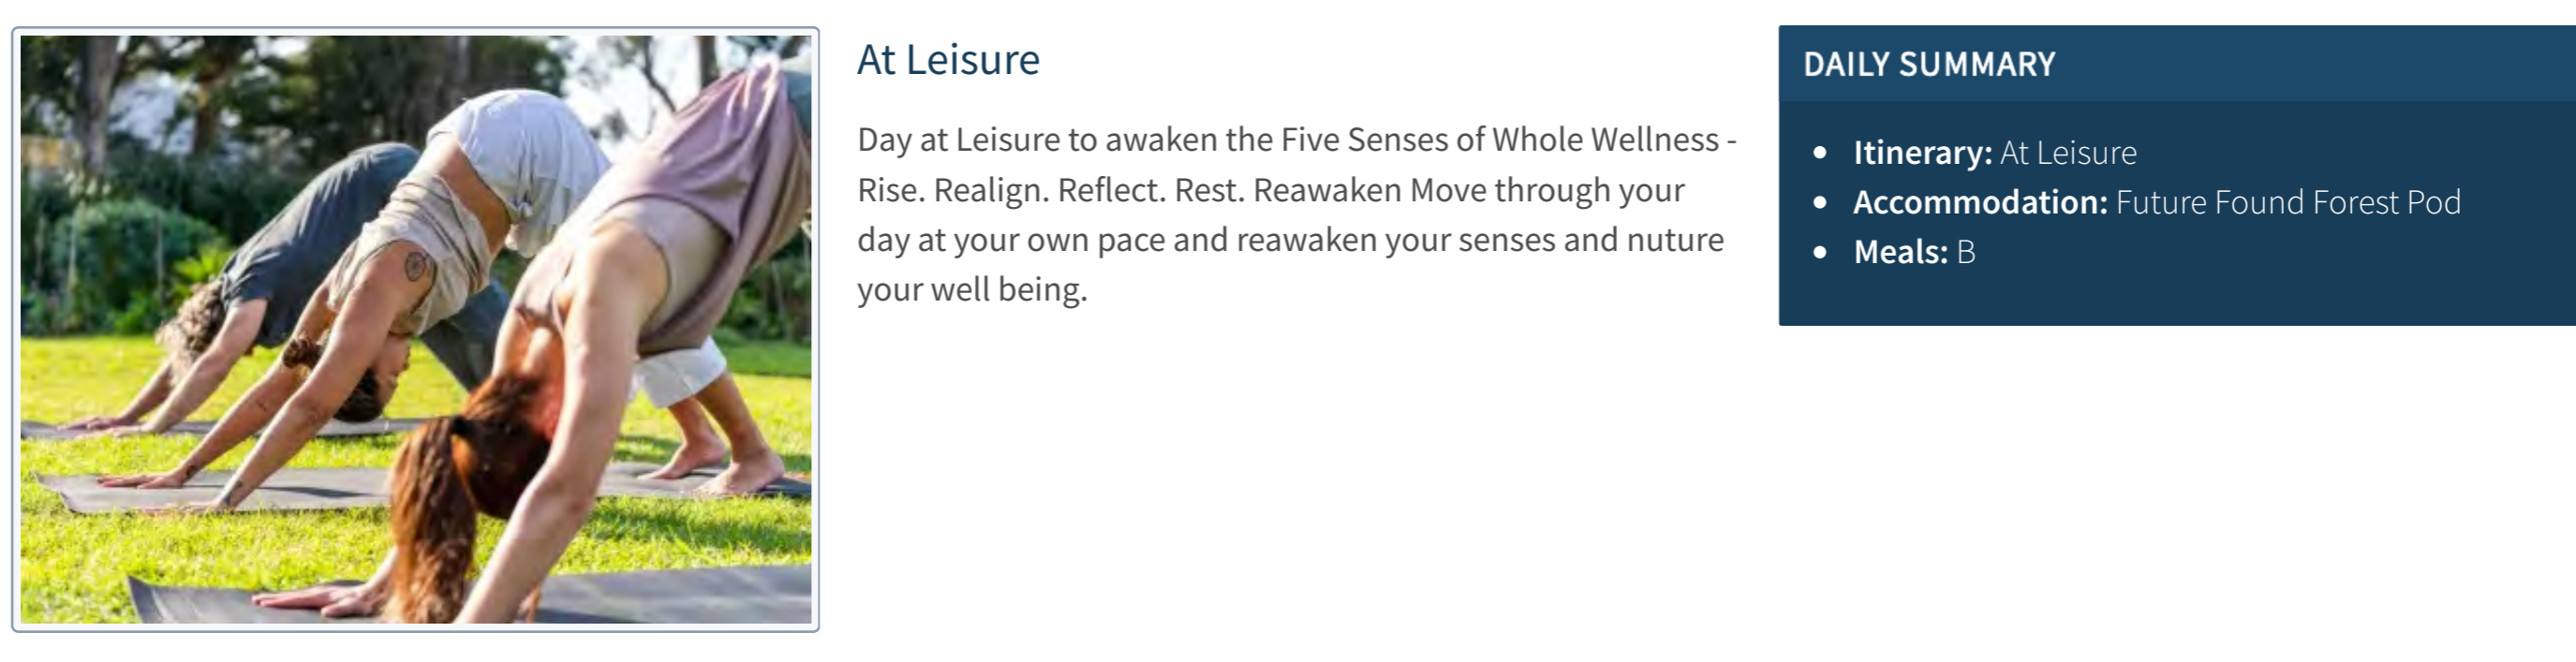 At Leisure
Day at Leisure to awaken the Five Senses of Whole Wellness -
Rise. Realign. Reflect. Rest. Reawaken Move through your
day at your own pace and reawaken your senses and nuture
your well being.
DAILY SUMMARY
Itinerary: At Leisure
Accommodation: Future Found Forest Pod
Meals: B